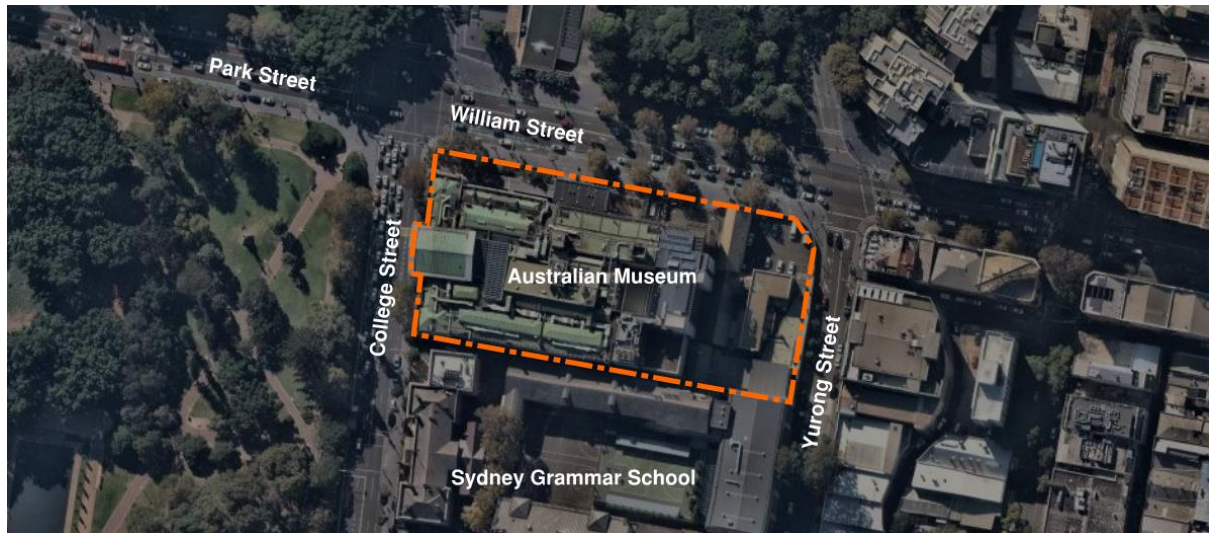 Park Street
William Street
College Street
Australian Museum
Yurong Street
Sydney Grammar School